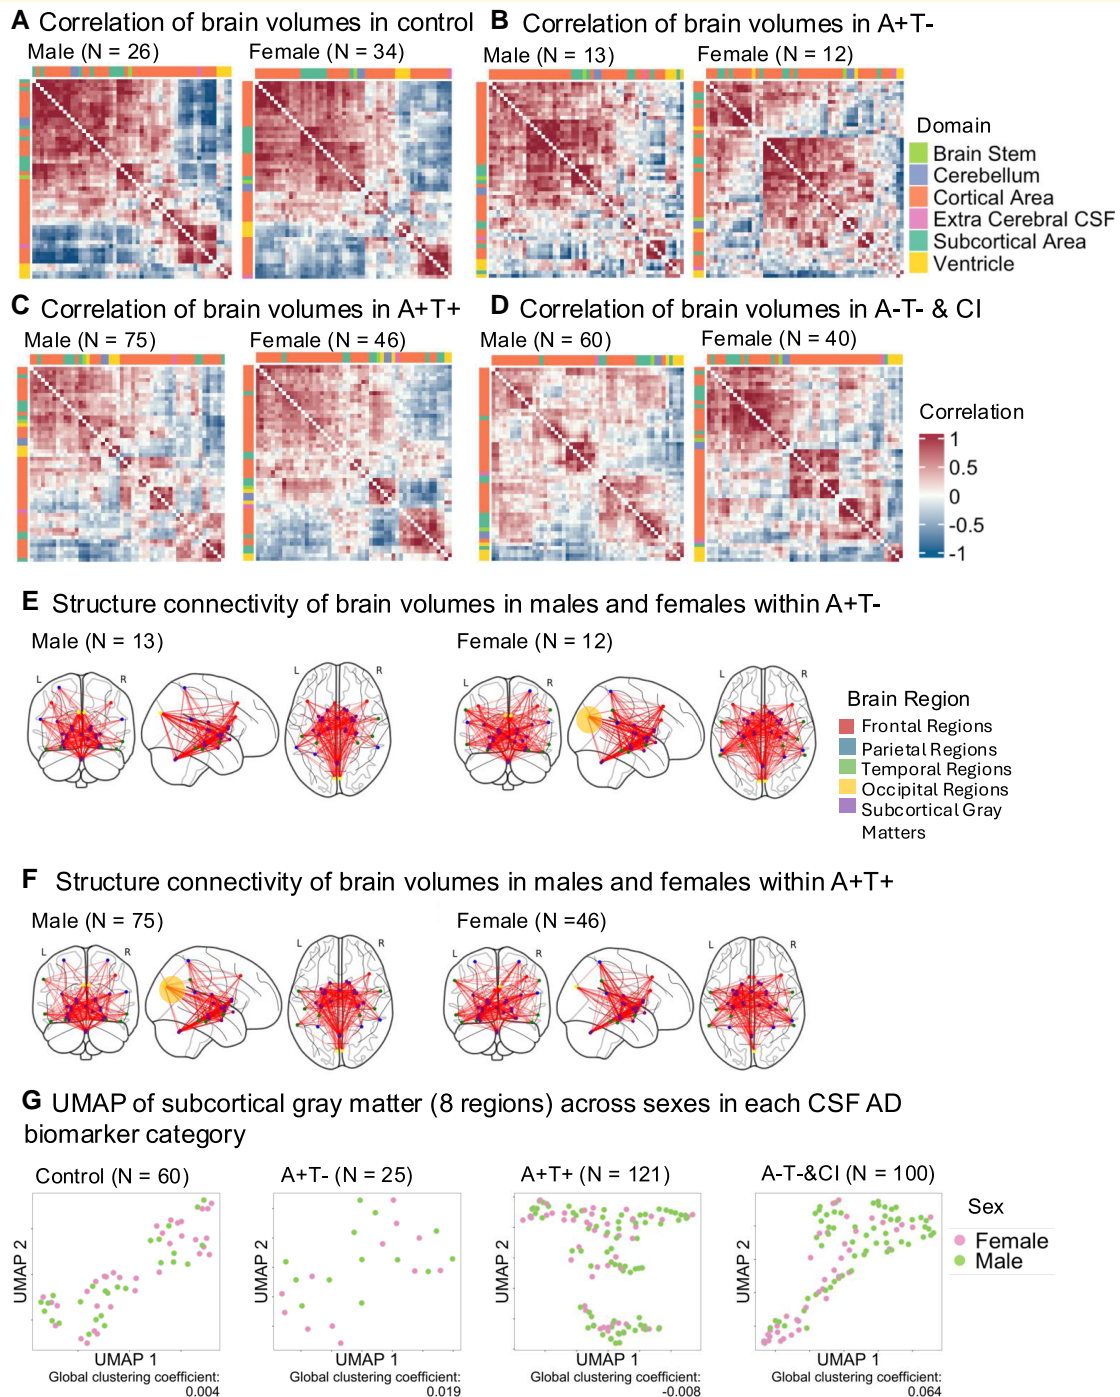 A Correlation of brain volumes in control
Male (N = 26)
Female (N = 34)
B Correlation of brain volumes in A+T-
Male (N = 13)
Female (N = 12)
Domain
Brain Stem
Cerebellum
Cortical Area
Extra Cerebral CSF
Subcortical Area
Ventricle
C Correlation of brain volumes in A+T+
Male (N = 75)
Female (N = 46)
D Correlation of brain volumes in A-T- & CI
Male (N = 60)
Female (N = 40)
Correlation
1
0.5
0
-0.5
-1
E Structure connectivity of brain volumes in males and females within A+T-
Male (N = 13)
L R
Female (N = 12)
L R
Brain Region
Frontal Regions
Parietal Regions
Temporal Regions
Occipital Regions
Subcortical Gray
Matters
F Structure connectivity of brain volumes in males and females within A+T+
Male (N = 75)
L R
L R
Female (N =46)
L R
L R
G UMAP of subcortical gray matter (8 regions) across sexes in each CSF AD
biomarker category
Control (N = 60)
UMAP 2
UMAP 1
Global clustering coefficient:
0.004
A+T- (N = 25)
UMAP 2
UMAP 1
Global clustering coefficient:
0.019
A+T+ (N = 121)
UMAP 2
UMAP 1
Global clustering coefficient:
-0.008
A-T-&CI (N = 100)
UMAP 2
UMAP 1
Global clustering coefficient:
0.064
Sex
Female
Male